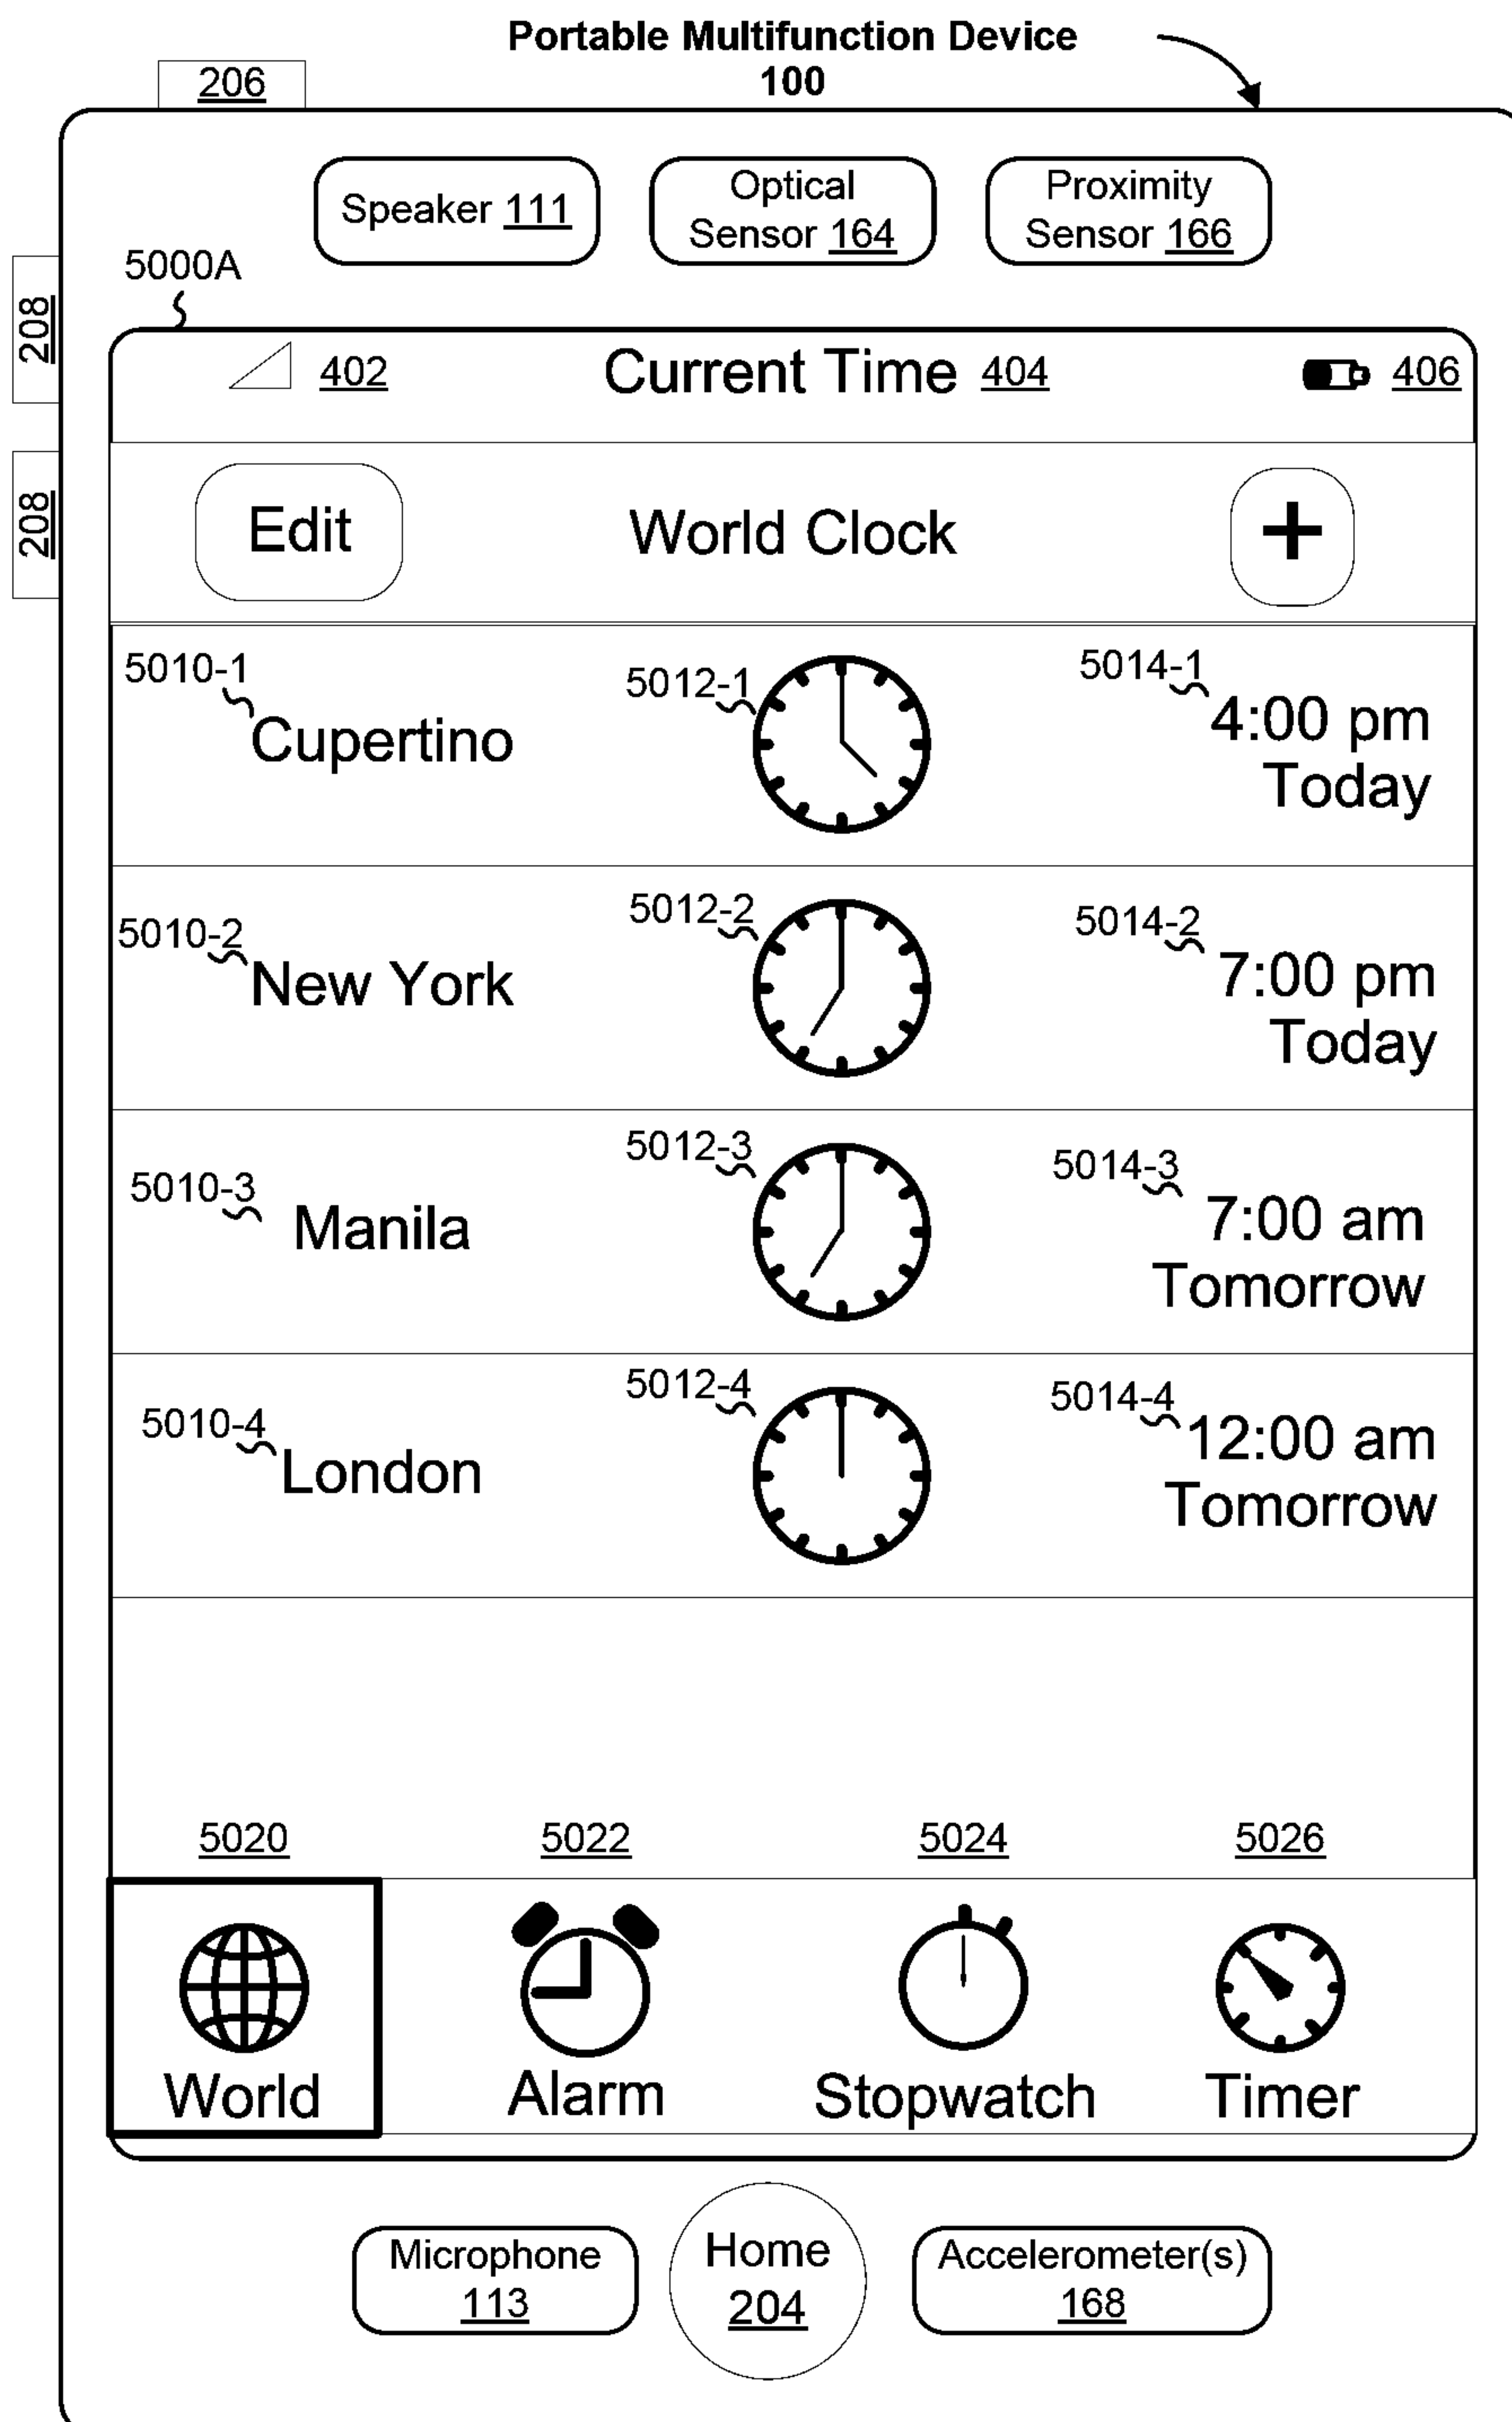 Portable Multifunction Device
100
206
Speaker 111
Optical
Sensor 164
Proximity
Sensor 166
5000A
208
402
Current Time 404
406
208
Edit
World Clock
+
5010-1
Cupertino
5012-1
5014-1
4:00 pm
Today
5010-2
New York
5012-2
5014-2
7:00 pm
Today
5010-3
Manila
5012-3
5014-3
7:00 am
Tomorrow
5010-4
London
5012-4
5014-4
12:00 am
Tomorrow
5020
5022
5024
5026
World
Alarm
Stopwatch
Timer
Microphone
113
Home
204
Accelerometer(s)
168